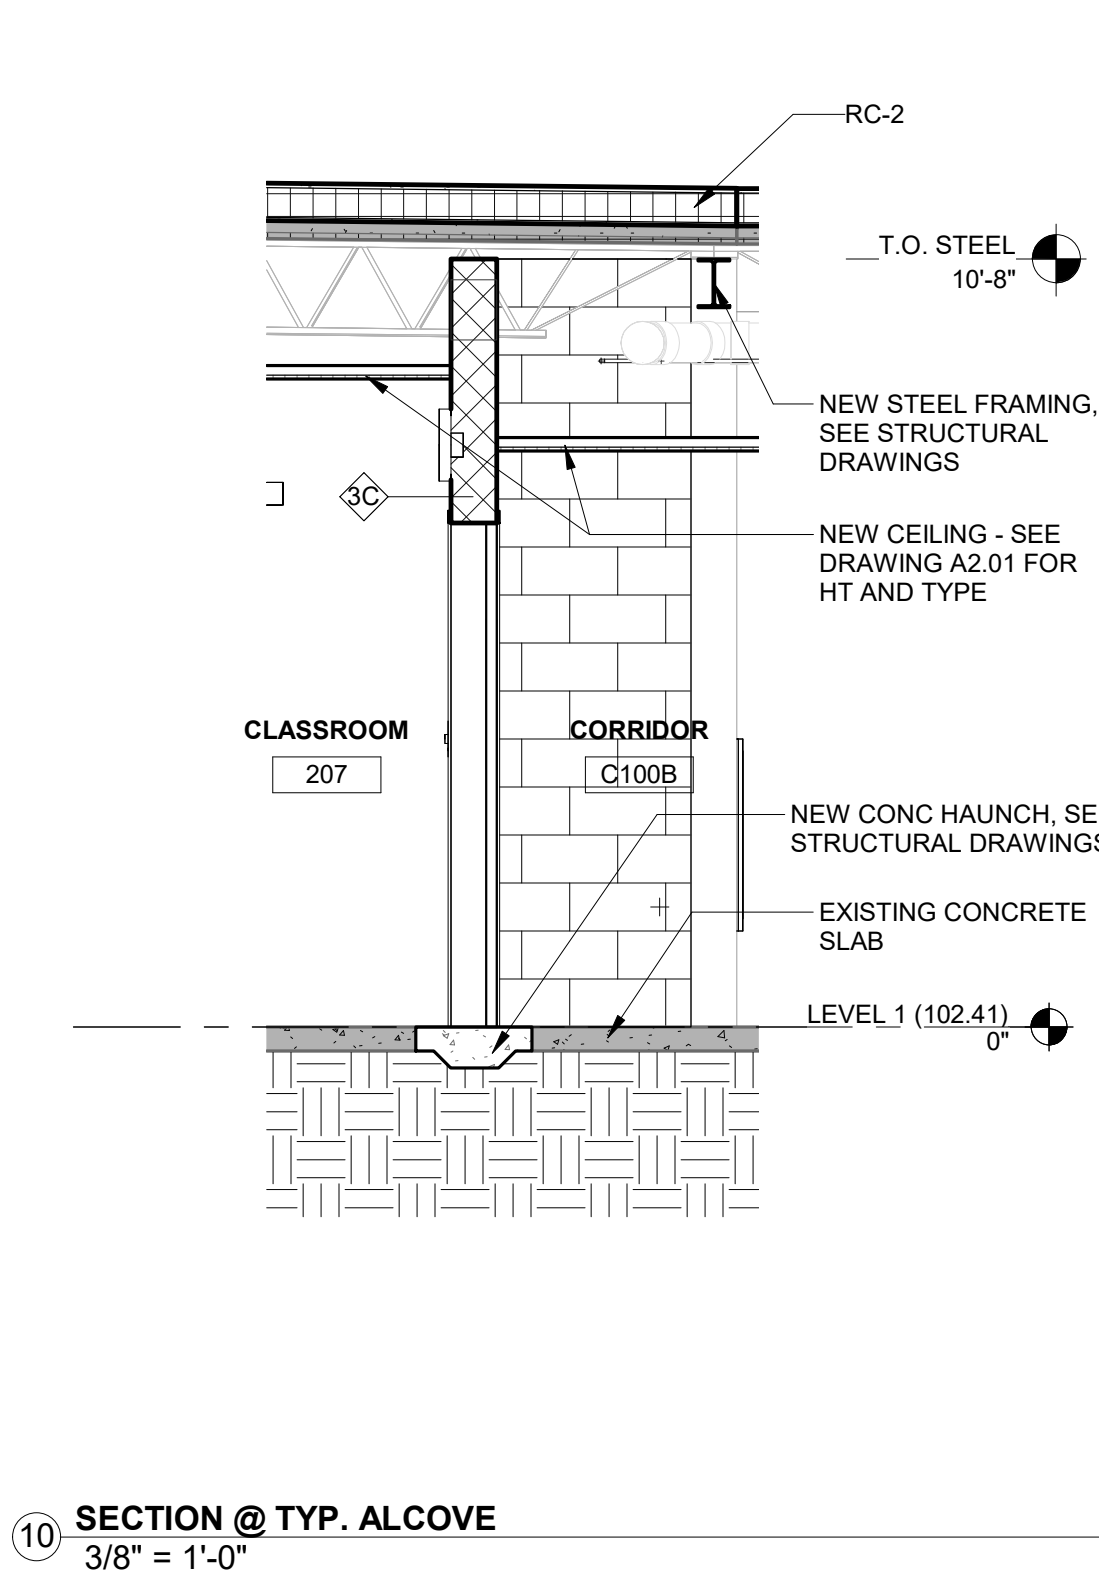 RC-2
T.O. STEEL
10'-8"
NEW STEEL FRAMING,
SEE STRUCTURAL
DRAWINGS
3C
NEW CEILING - SEE
DRAWING A2.01 FOR
HT AND TYPE
CLASSROOM
207
CORRIDOR
C100B
NEW CONC HAUNCH, SE
STRUCTURAL DRAWINGS
EXISTING CONCRETE
SLAB
LEVEL 1 (102.41)
0"
10
SECTION @ TYP. ALCOVE
3/8" = 1'-0"